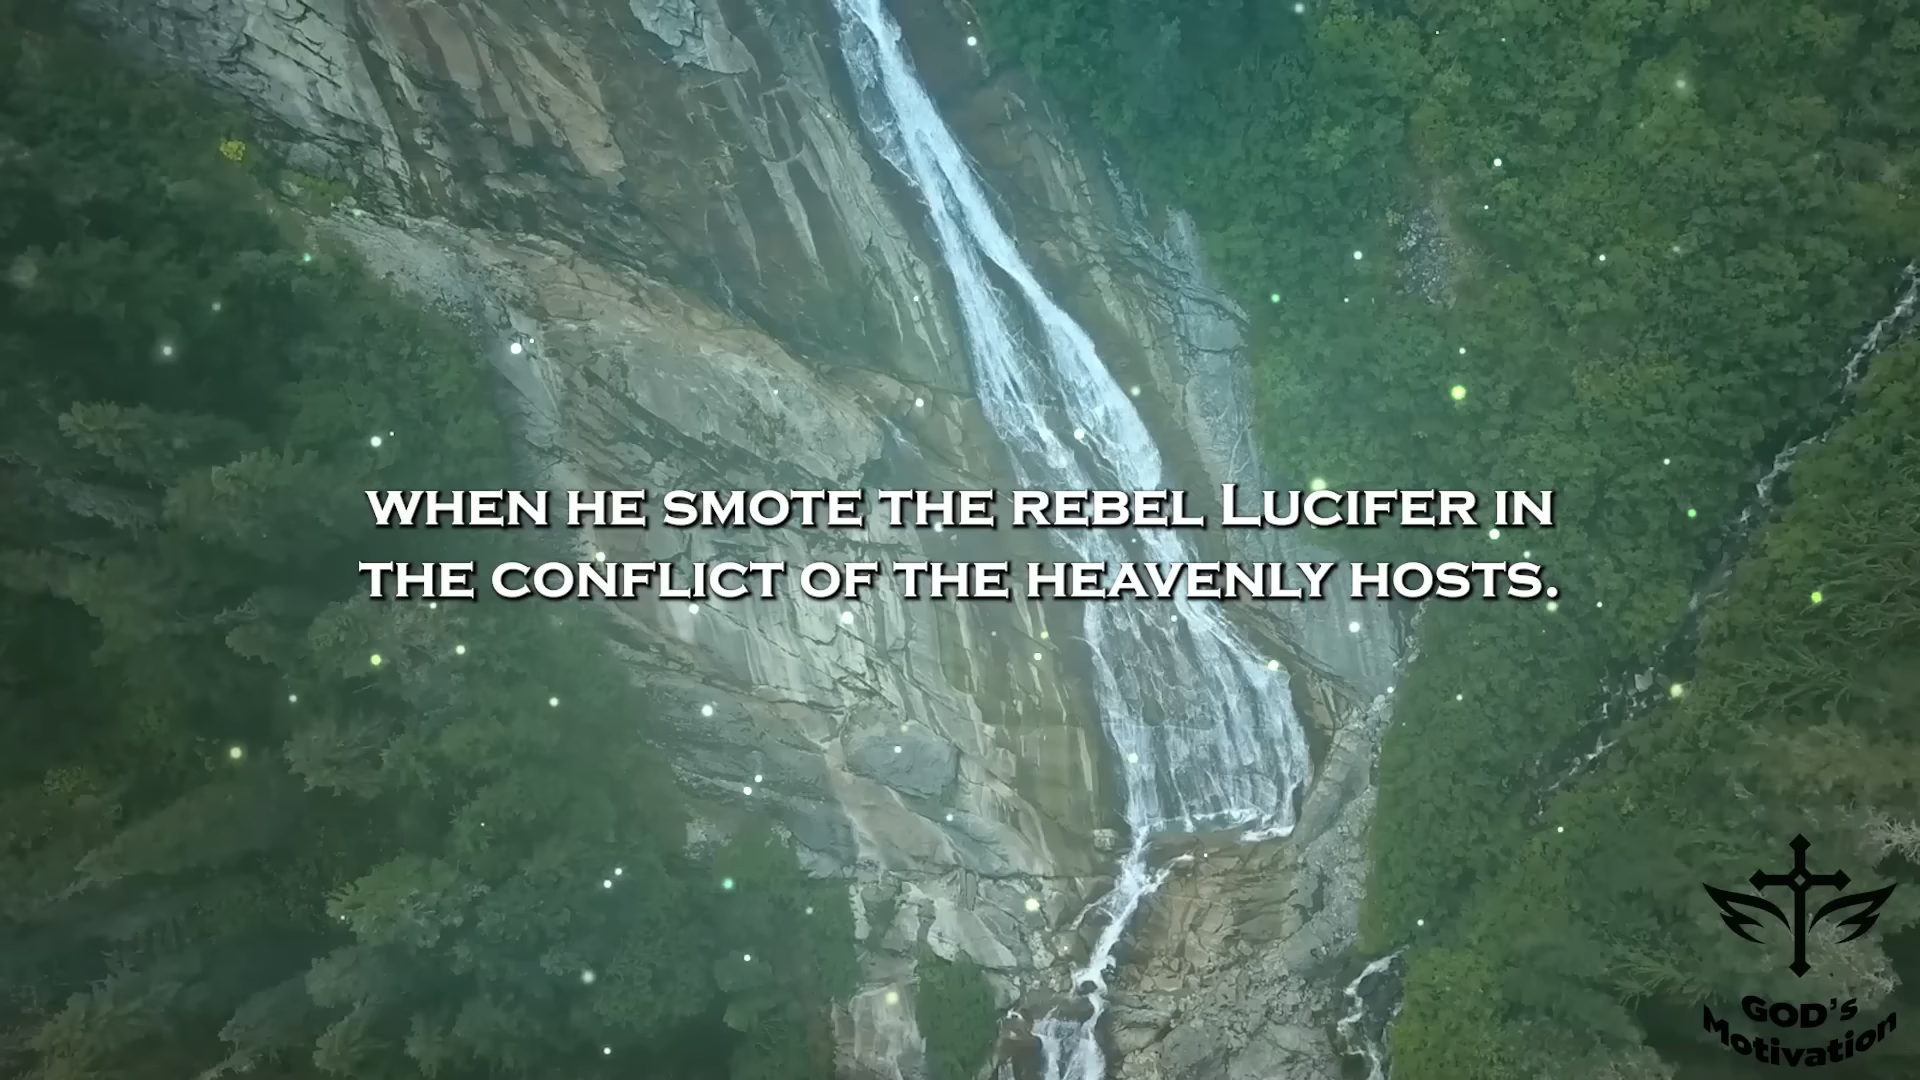 WHEN HE SMOTE THE REBEL LUCIFER IN
THE CONFLICT OF THE HEAVENLY HOSTS.
GOD'S
Motivation